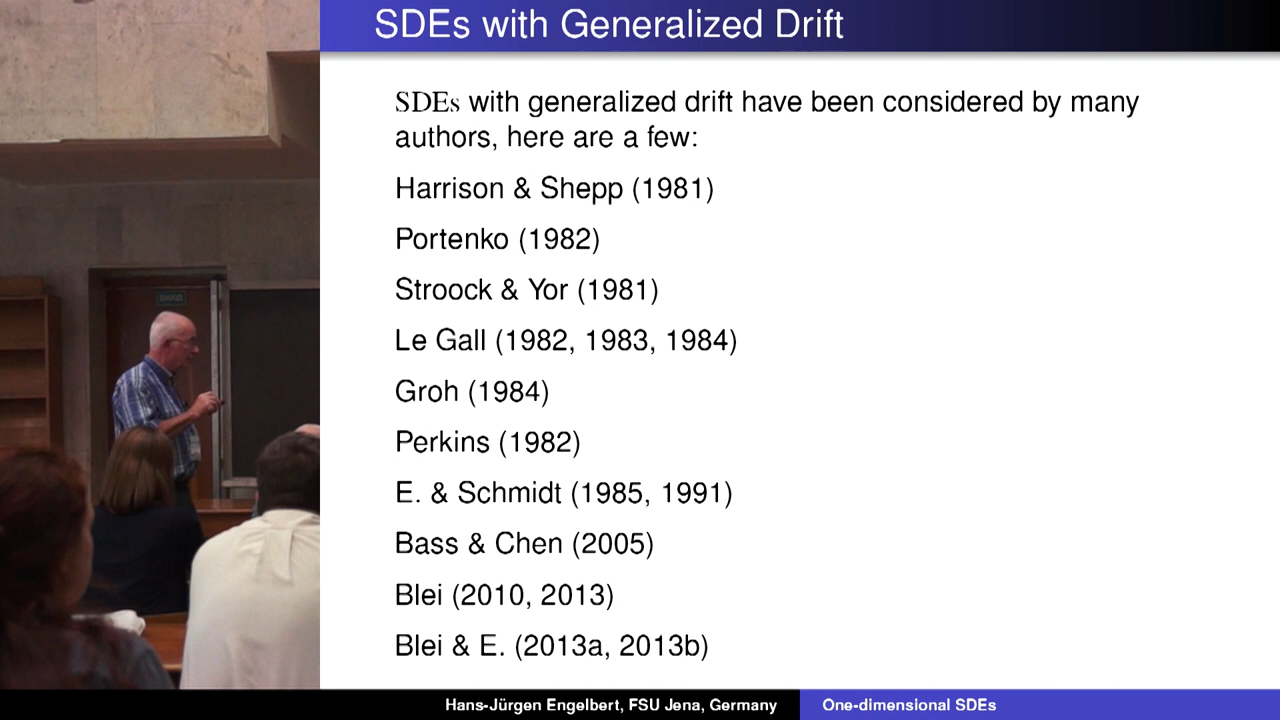 SDEs with Generalized Drift
SDEs with generalized drift have been considered by many
authors, here are a few:
Harrison & Shepp (1981)
Portenko (1982)
Stroock & Yor (1981)
Le Gall (1982, 1983, 1984)
Groh (1984)
Perkins (1982)
E. & Schmidt (1985, 1991)
Bass & Chen (2005)
Blei (2010, 2013)
Blei & E. (2013a, 2013b)
Hans-Jürgen Engelbert, FSU Jena, Germany
One-dimensional SDEs